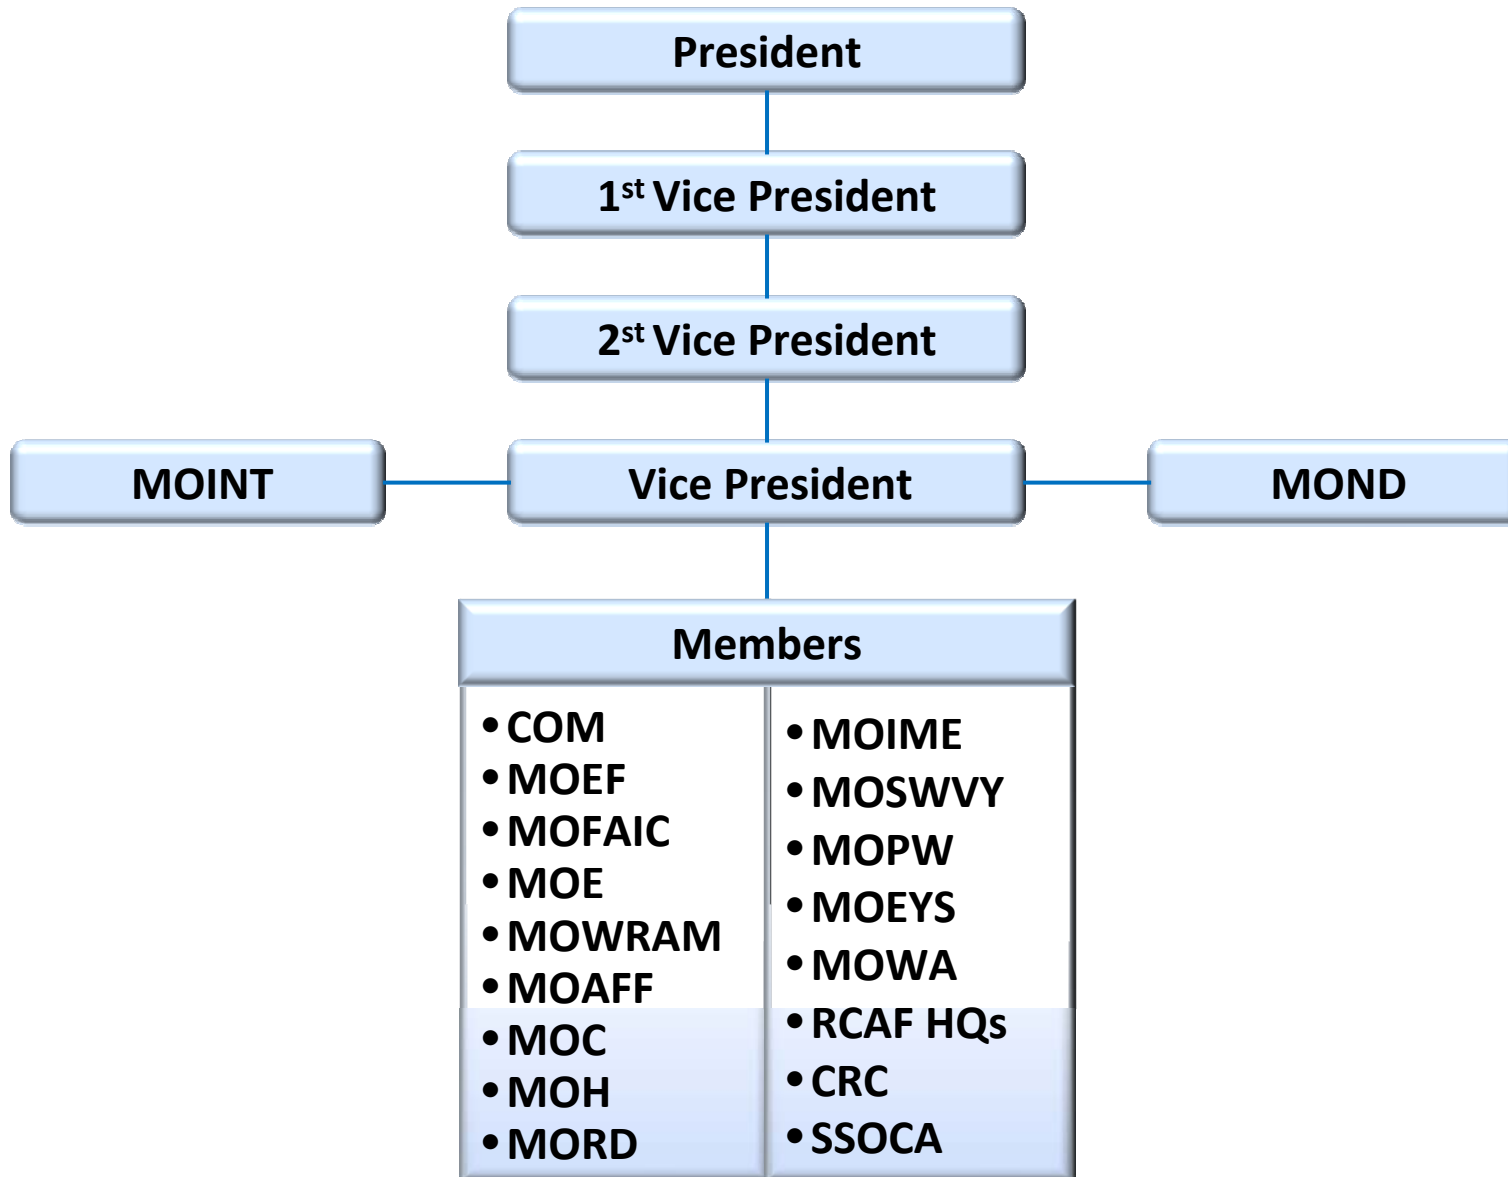 President
1st Vice President
2st Vice President
MOINT
Vice President
MOND
Members
•COM
•MOEF
•MOFAIC
•MOE
•MOWRAM
•MOAFF
•MOC
•MOH
•MORD
•MOIME
•MOSWVY
•MOPW
•MOEYS
•MOWA
•RCAF HQs
•CRC
•SSOCA